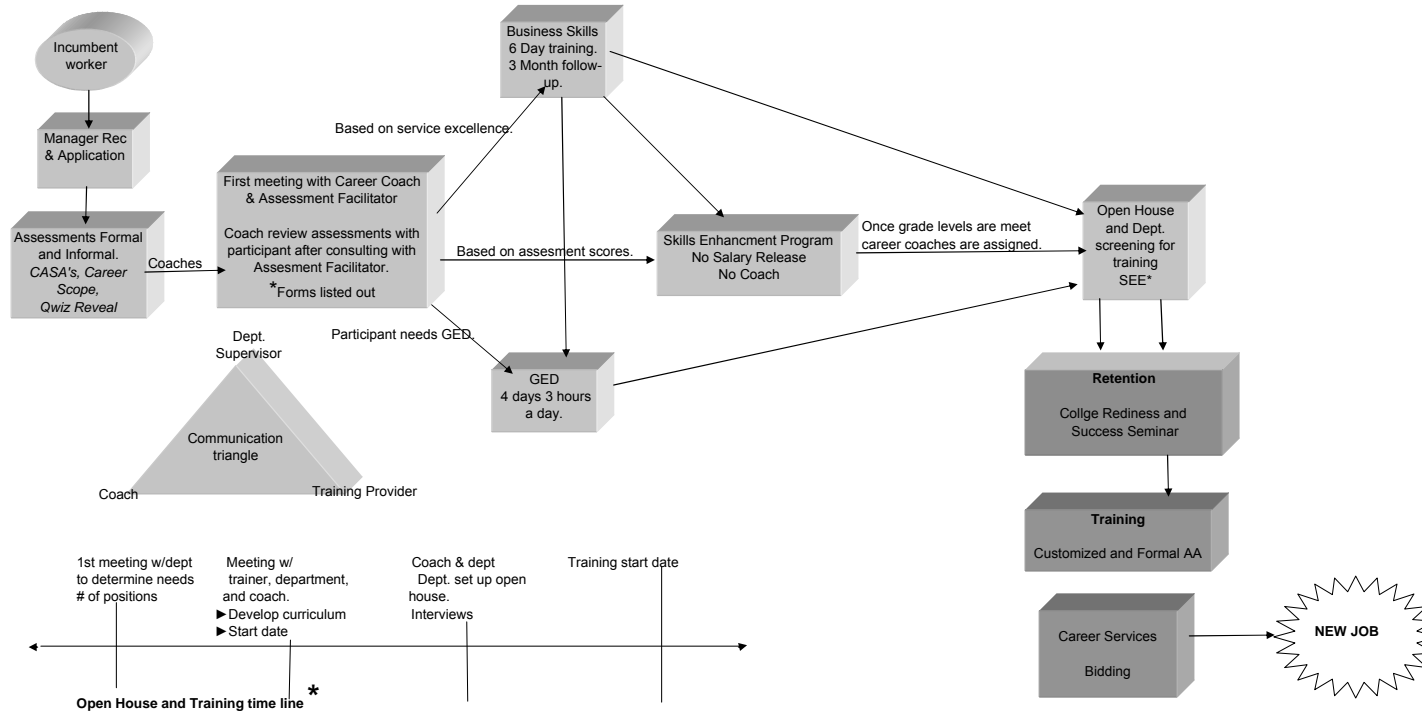 Incumbent
worker
Manager Rec
& Application
Assessments Formal
and Informal.
CASA's, Career
Scope,
Qwiz Reveal
Coaches
First meeting with Career Coach
& Assessment Facilitator
Coach review assessments with
participant after consulting with
Assesment Facilitator.
*Forms listed out
Based on service excellence.
Business Skills
6 Day training.
3 Month follow-
up.
Based on assesment scores.
Skills Enhancment Program
No Salary Release
No Coach
Once grade levels are meet
career coaches are assigned.
Participant needs GED.
GED
4 days 3 hours
a day.
Open House
and Dept.
screening for
training
SEE*
Retention
Collge Rediness and
Success Seminar
Training
Customized and Formal AA
Career Services
Bidding
NEW JOB
Dept.
Supervisor
Communication
triangle
Coach
Training Provider
1st meeting w/dept
to determine needs
# of positions
Meeting w/
trainer, department,
and coach.
►Develop curriculum
►Start date
Coach & dept
Dept. set up open
house.
Interviews
Training start date
Open House and Training time line *